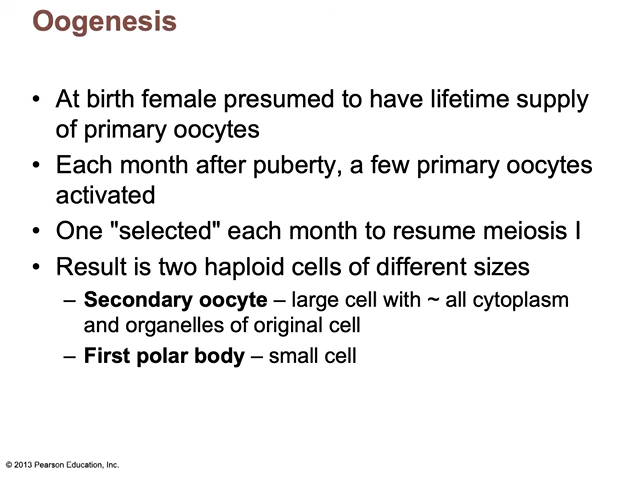 Oogenesis
• At birth female presumed to have lifetime supply
of primary oocytes
• Each month after puberty, a few primary oocytes
activated
• One "selected" each month to resume meiosis I
• Result is two haploid cells of different sizes
– Secondary oocyte – large cell with ~ all cytoplasm
and organelles of original cell
– First polar body – small cell
© 2013 Pearson Education, Inc.